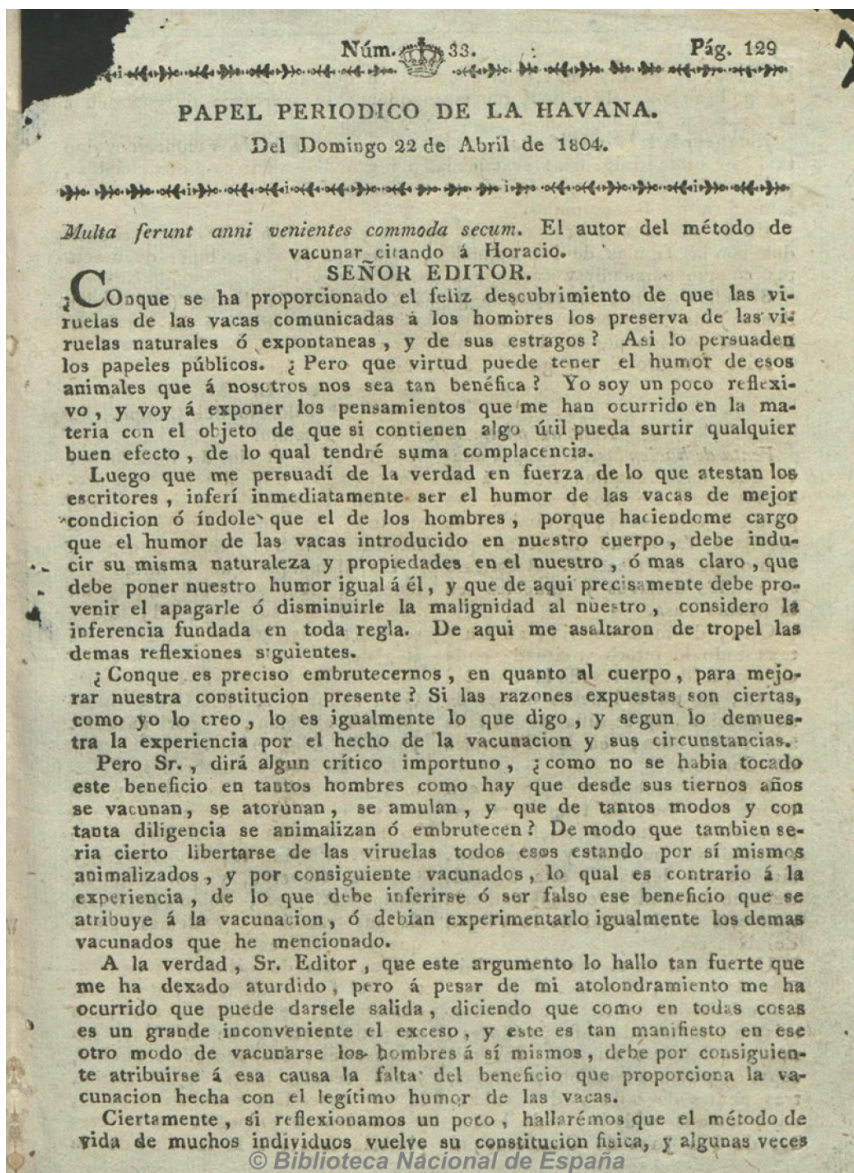 Núm. 33. Pág. 129
PAPEL PERIODICO DE LA HAVANA.
Del Domingo 22 de Abril de 1804.
Multa ferunt anni venientes commoda secum. El autor del método de
vacunar citando á Horacio.
SEÑOR EDITOR.
¿COnque se ha proporcionado el feliz descubrimiento de que las vi-
ruelas de las vacas comunicadas á los hombres los preserva de las vi-
ruelas naturales ó expontaneas, y de sus estragos? Asi lo persuaden
los papeles públicos. ¿Pero que virtud puede tener el humor de esos
animales que á nosotros nos sea tan benéfica? Yo soy un poco reflexi-
vo, y voy á exponer los pensamientos que me han ocurrido en la ma-
teria con el objeto de que si contienen algo útil pueda surtir qualquier
buen efecto, de lo qual tendré suma complacencia.
Luego que me persuadí de la verdad en fuerza de lo que atestan los
escritores, inferí inmediatamente ser el humor de las vacas de mejor
condicion ó índole que el de los hombres, porque haciendome cargo
que el humor de las vacas introducido en nuestro cuerpo, debe indu-
cir su misma naturaleza y propiedades en el nuestro, ó mas claro, que
debe poner nuestro humor igual á él, y que de aqui precisamente debe pro-
venir el apagarle ó disminuirle la malignidad al nuestro, considero la
inferencia fundada en toda regla. De aqui me asaltaron de tropel las
demas reflexiones siguientes.
¿Conque es preciso embrutecernos, en quanto al cuerpo, para mejo-
rar nuestra constitucion presente? Si las razones expuestas son ciertas,
como yo lo creo, lo es igualmente lo que digo, y segun lo demues-
tra la experiencia por el hecho de la vacunacion y sus circunstancias.
Pero Sr., dirá algun crítico importuno, ¿como no se habia tocado
este beneficio en tantos hombres como hay que desde sus tiernos años
se vacunan, se atorunan, se amulan, y que de tantos modos y con
tanta diligencia se animalizan ó embrutecen? De modo que tambien se-
ria cierto libertarse de las viruelas todos esos estando por sí mismos
animalizados, y por consiguiente vacunados, lo qual es contrario á la
experiencia, de lo que debe inferirse ó ser falso ese beneficio que se
atribuye á la vacunacion, ó debian experimentarlo igualmente los demas
vacunados que he mencionado.
A la verdad, Sr. Editor, que este argumento lo hallo tan fuerte que
me ha dexado aturdido, pero á pesar de mi atolondramiento me ha
ocurrido que puede darsele salida, diciendo que como en todas cosas
es un grande inconveniente el exceso, y este es tan manifiesto en ese
otro modo de vacunarse los hombres á sí mismos, debe por consiguien-
te atribuirse á esa causa la falta del beneficio que proporciona la va-
cunacion hecha con el legítimo humor de las vacas.
Ciertamente, si reflexionamos un poco, hallarémos que el método de
vida de muchos individuos vuelve su constitucion fisica, y algunas veces
© Biblioteca Nacional de España